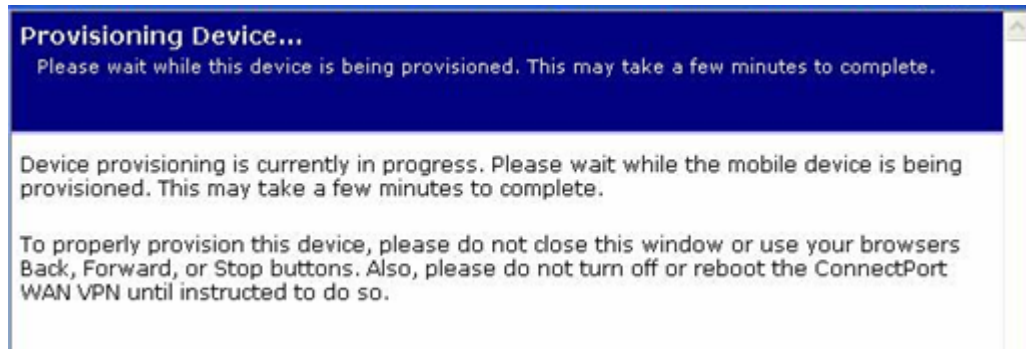 Provisioning Device...
Please wait while this device is being provisioned. This may take a few minutes to complete.
Device provisioning is currently in progress. Please wait while the mobile device is being
provisioned. This may take a few minutes to complete.
To properly provision this device, please do not close this window or use your browsers
Back, Forward, or Stop buttons. Also, please do not turn off or reboot the ConnectPort
WAN VPN until instructed to do so.